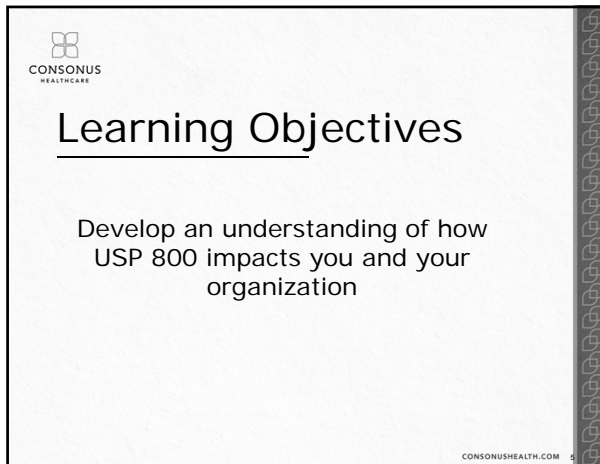 CONSONUS
HEALTHCARE
Learning Objectives
Develop an understanding of how
USP 800 impacts you and your
organization
CONSONUSHEALTH.COM 5